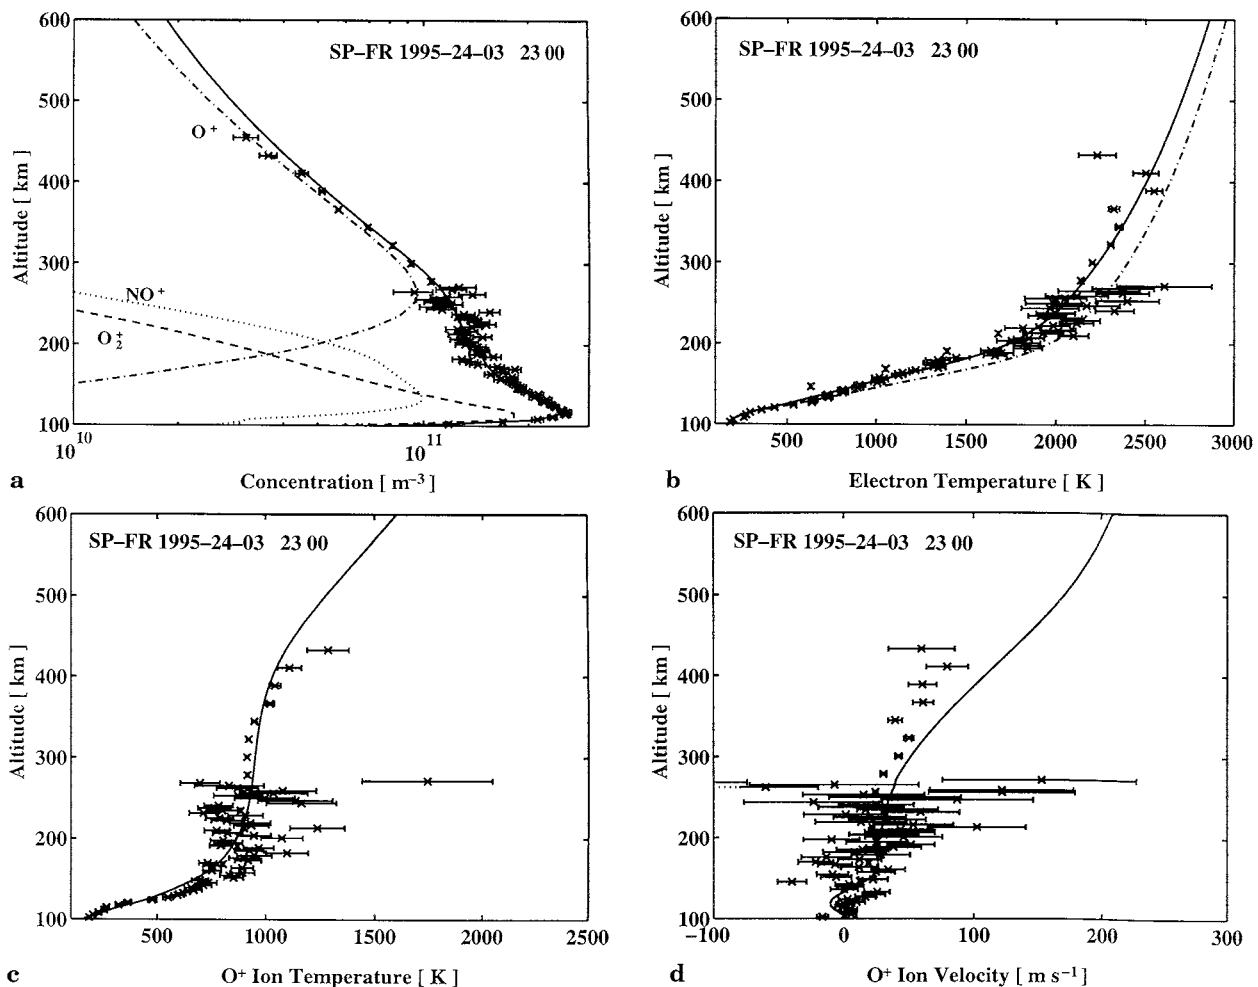 600
500
400
300
200
100
Altitude [ km ]
SP–FR 1995–24–03 23 00
O+
NO+
O2+
10^10
10^11
Concentration [ m–3 ]
a
600
500
400
300
200
100
Altitude [ km ]
SP–FR 1995–24–03 23 00
500
1000
1500
2000
2500
3000
Electron Temperature [ K ]
b
600
500
400
300
200
100
Altitude [ km ]
SP–FR 1995–24–03 23 00
500
1000
1500
2000
2500
O+ Ion Temperature [ K ]
c
600
500
400
300
200
100
Altitude [ km ]
SP–FR 1995–24–03 23 00
–100
0
100
200
300
O+ Ion Velocity [ m s–1 ]
d